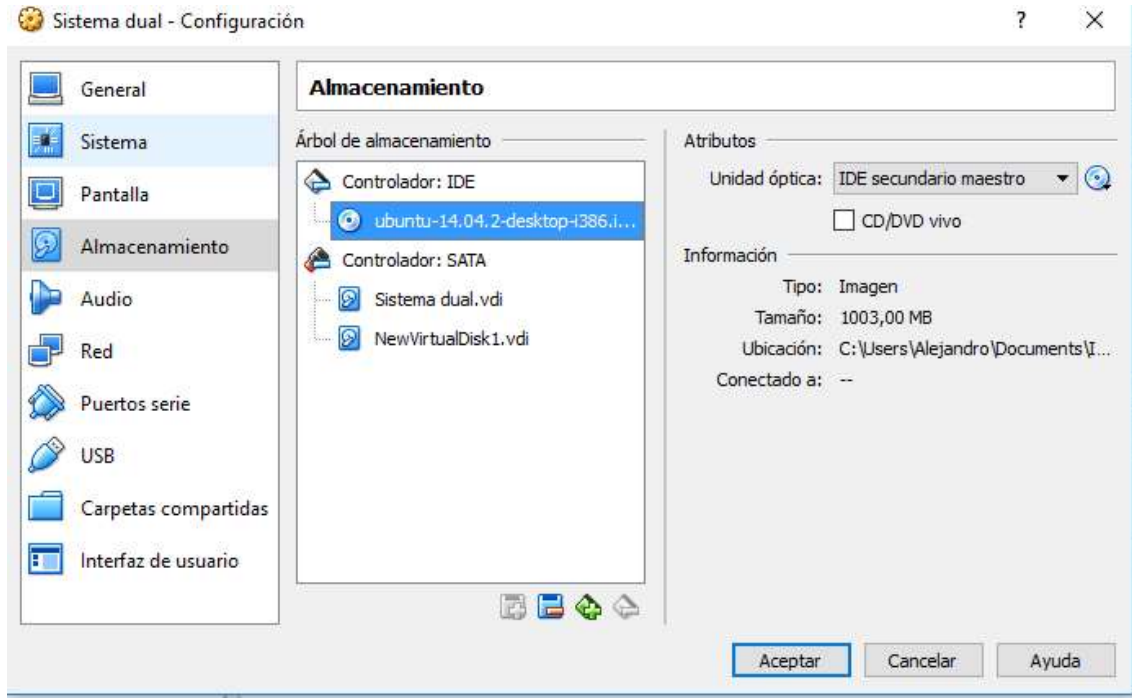 Sistema dual - Configuración
?
General
Sistema
Pantalla
Almacenamiento
Audio
Red
Puertos serie
USB
Carpetas compartidas
Interfaz de usuario
Almacenamiento
Árbol de almacenamiento
Controlador: IDE
ubuntu-14.04.2-desktop-i386.i...
Controlador: SATA
Sistema dual.vdi
NewVirtualDisk1.vdi
Atributos
Unidad óptica: IDE secundario maestro
CD/DVD vivo
Información
Tipo: Imagen
Tamaño: 1003,00 MB
Ubicación: C:\Users\Alejandro\Documents\I...
Conectado a: --
Aceptar Cancelar Ayuda